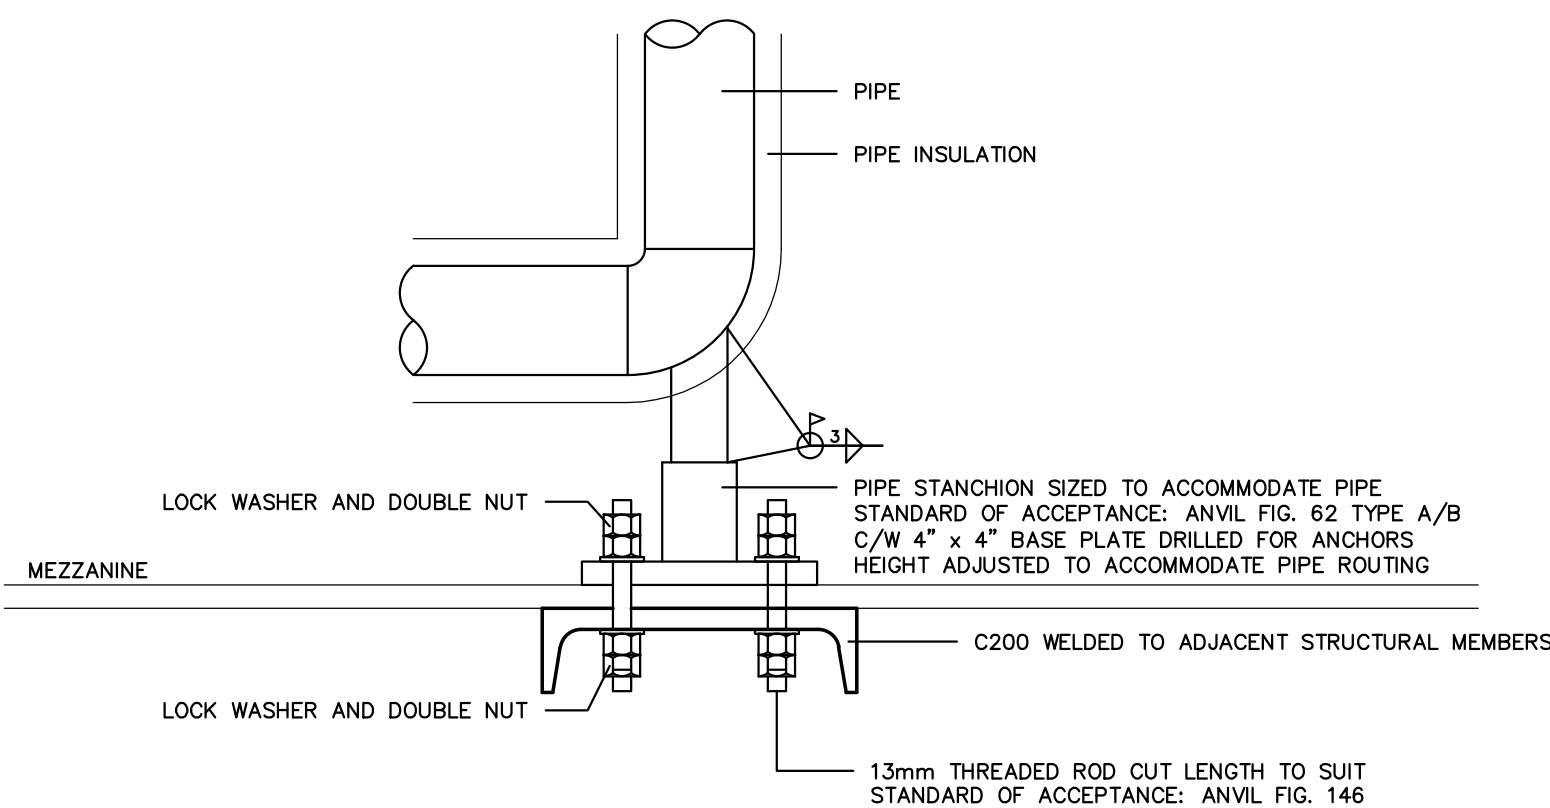 PIPE
PIPE INSULATION
3
LOCK WASHER AND DOUBLE NUT
PIPE STANCHION SIZED TO ACCOMMODATE PIPE
STANDARD OF ACCEPTANCE: ANVIL FIG. 62 TYPE A/B
C/W 4" x 4" BASE PLATE DRILLED FOR ANCHORS
HEIGHT ADJUSTED TO ACCOMMODATE PIPE ROUTING
MEZZANINE
C200 WELDED TO ADJACENT STRUCTURAL MEMBERS
LOCK WASHER AND DOUBLE NUT
13mm THREADED ROD CUT LENGTH TO SUIT
STANDARD OF ACCEPTANCE: ANVIL FIG. 146